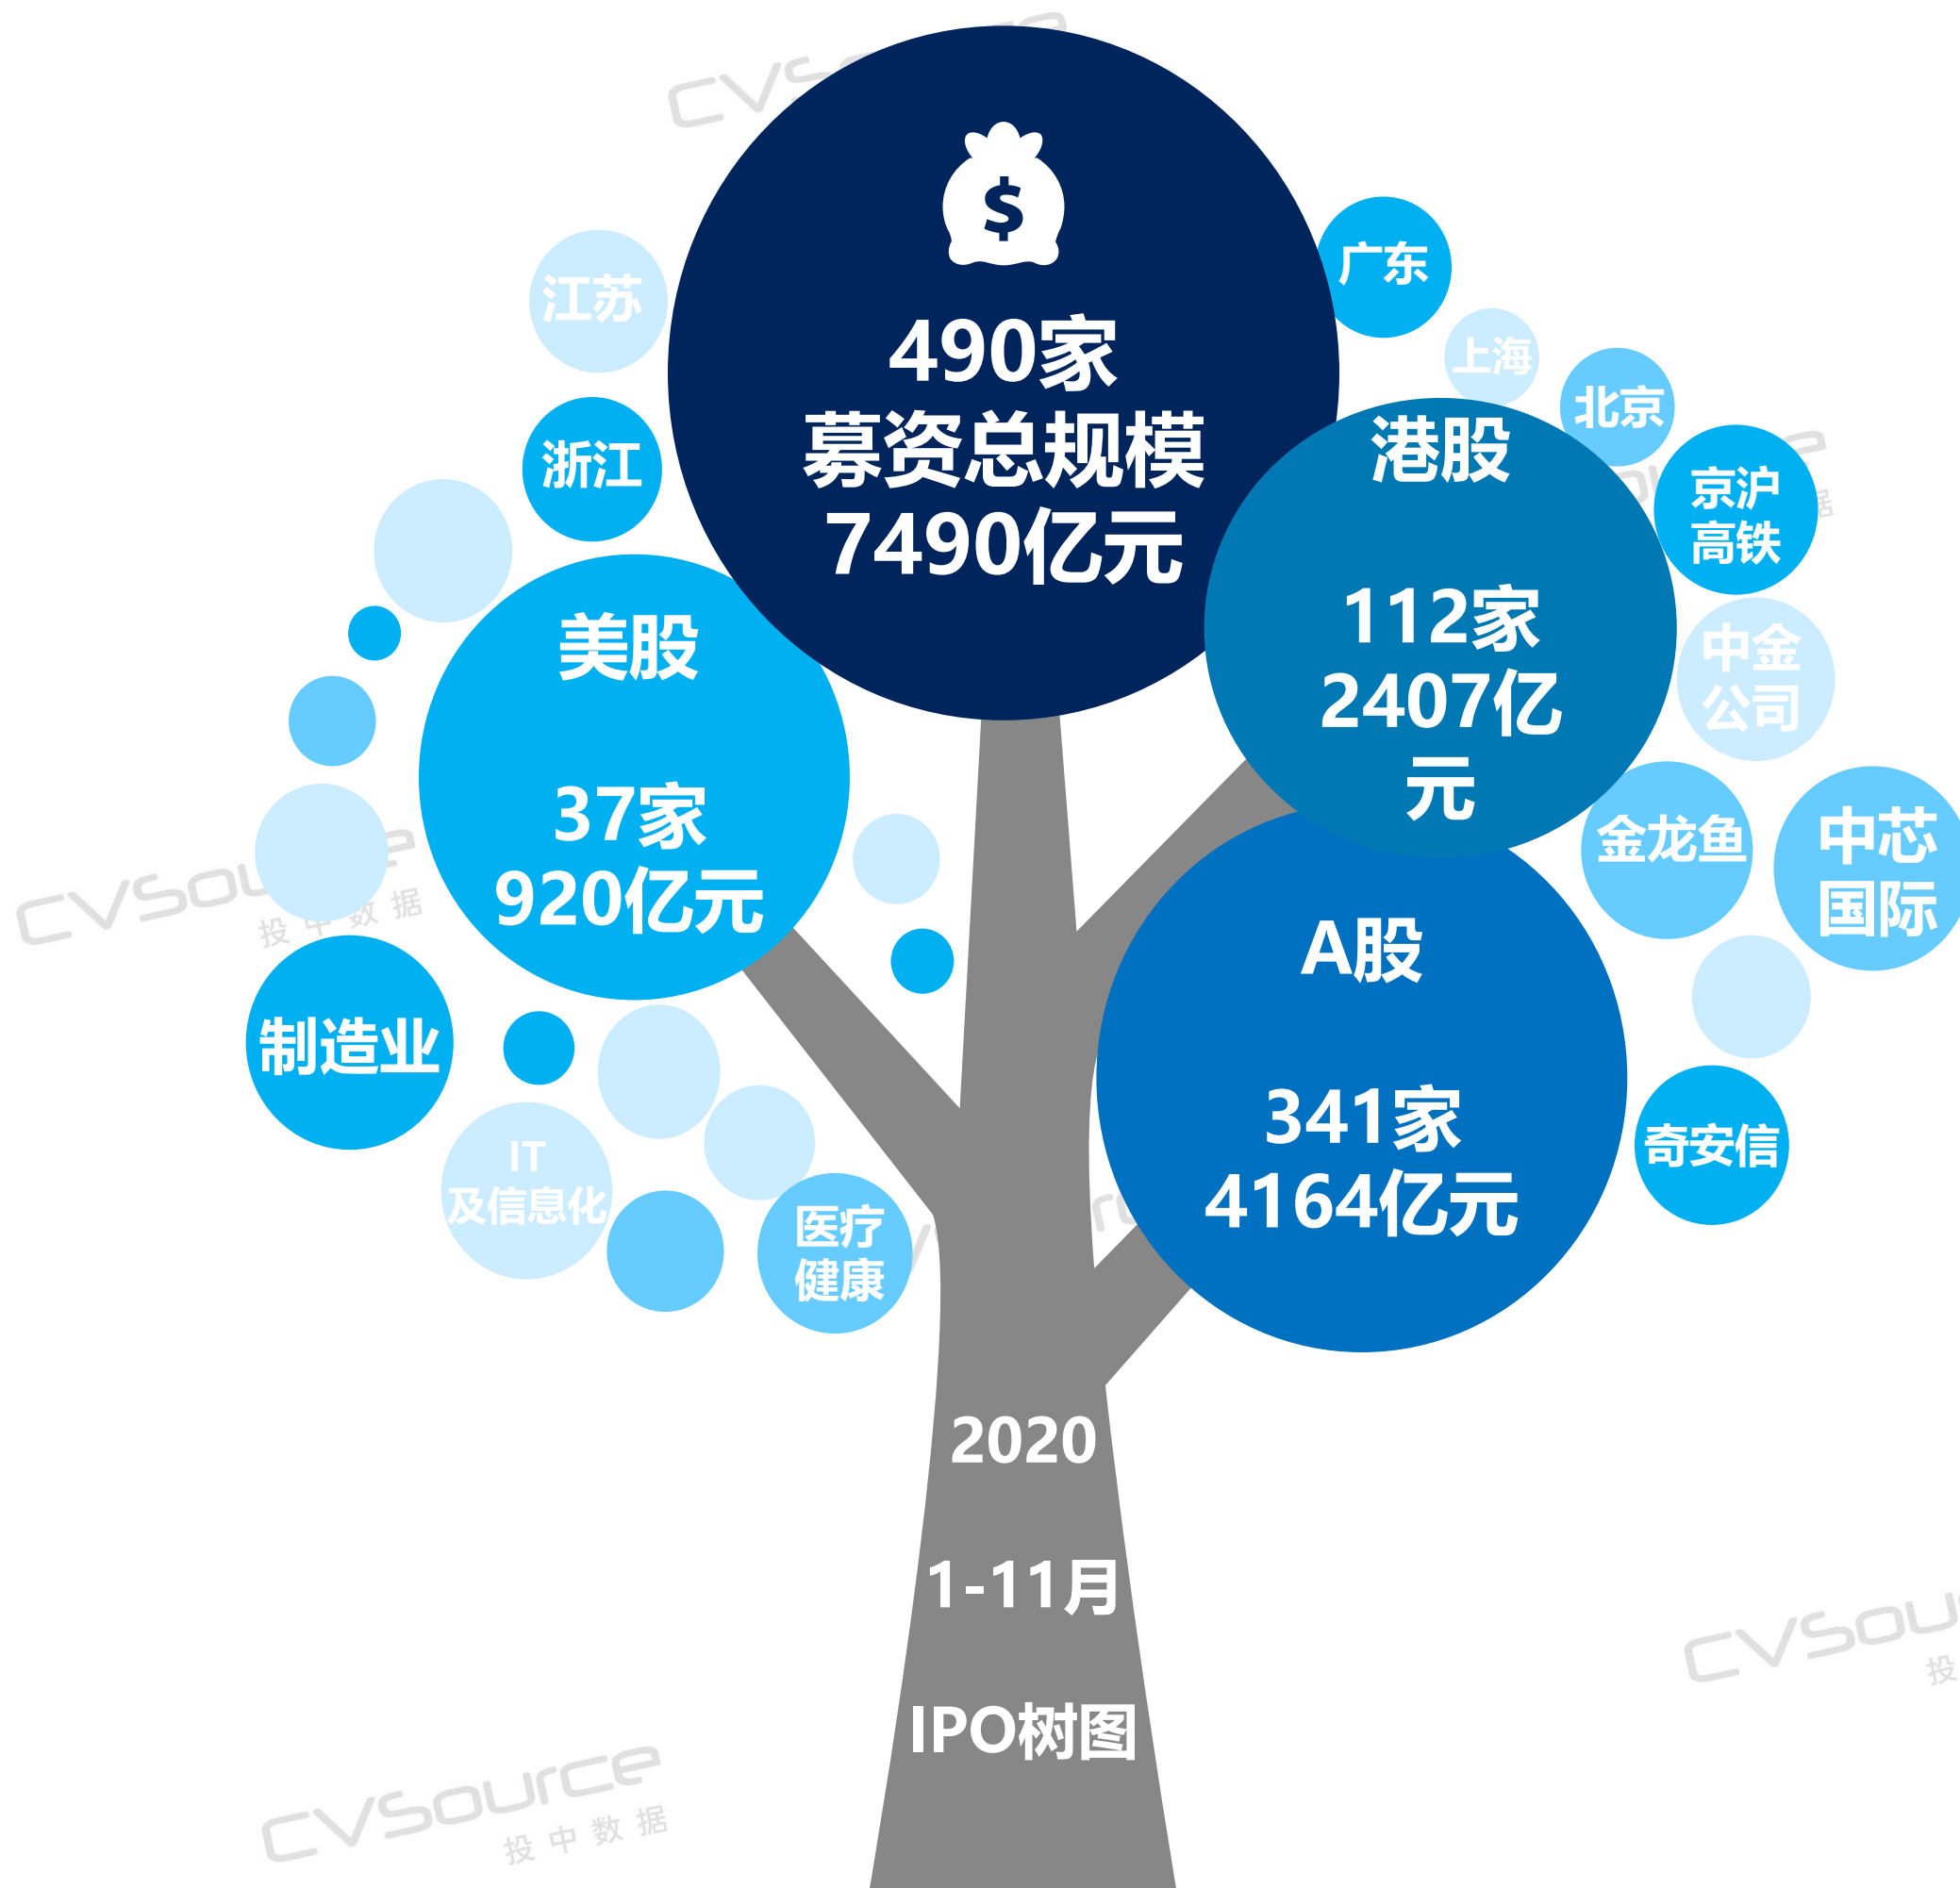 $
490家
募资总规模
7490亿元
江苏
浙江
广东
上海
北京
京沪
高铁
中金
公司
港股
112家
2407亿
元
美股
37家
920亿元
金龙鱼
中芯
国际
A股
341家
4164亿元
奇安信
制造业
IT
及信息化
医疗
健康
2020
1-11月
IPO树图
CVSource
投中数据
CVSource
投中数据